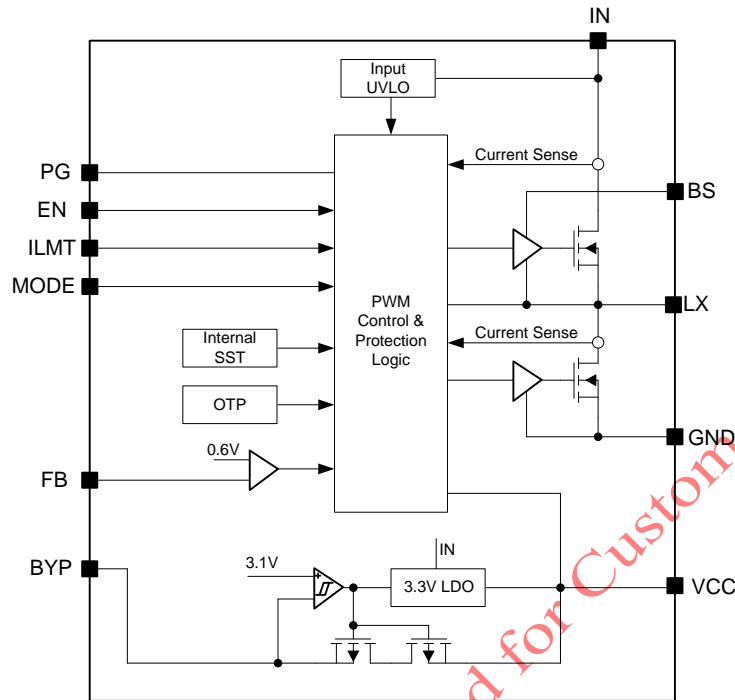 IN
Input
UVLO
Current Sense
PG
BS
EN
ILMT
MODE
PWM
Control &
Protection
Logic
LX
Internal
SST
Current Sense
OTP
GND
0.6V
FB
IN
3.1V
BYP
3.3V LDO
VCC
+
-
d for Custom